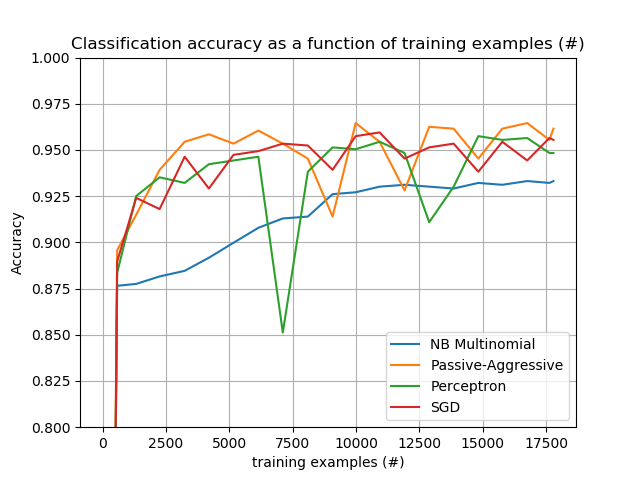 Classification accuracy as a function of training examples (#)
1.000
0.975
0.950
0.925
0.900
0.875
0.850
0.825
0.800
Accuracy
NB Multinomial
Passive-Aggressive
Perceptron
SGD
0 2500 5000 7500 10000 12500 15000 17500
training examples (#)